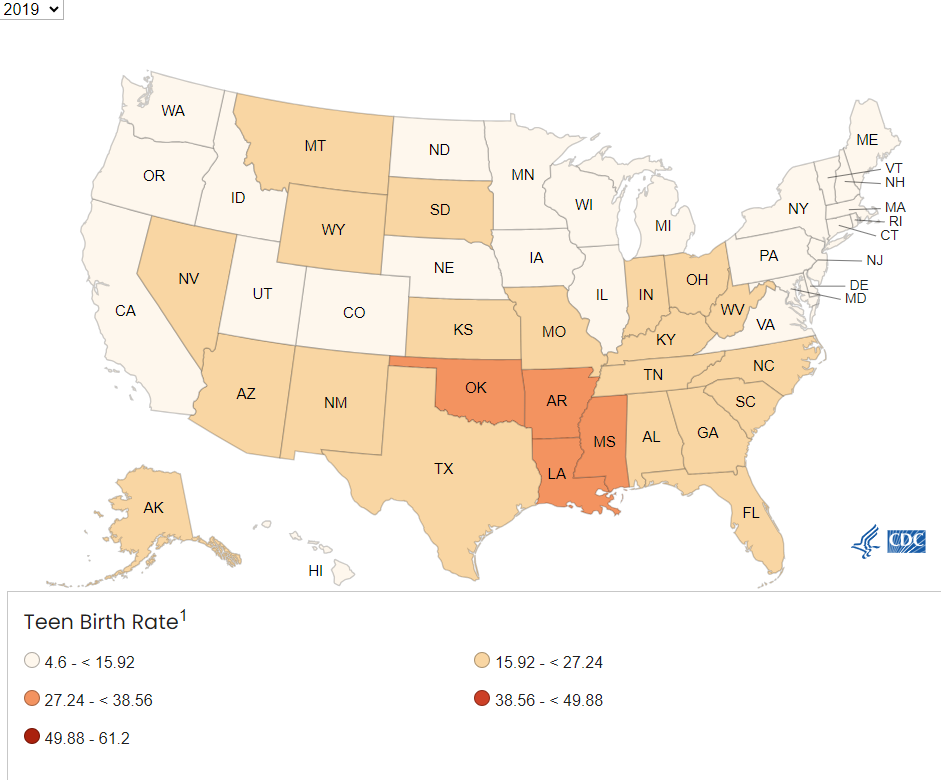 2019
WA
MT
ND
MN
ME
OR
ID
SD
WI
MI
NY
VT
NH
MA
RI
CT
WY
NE
IA
PA
NJ
NV
UT
CO
IL
IN
OH
DE
MD
CA
KS
MO
KY
WV
VA
AZ
NM
OK
AR
TN
NC
SC
TX
LA
MS
AL
GA
FL
AK
HI
CDC
Teen Birth Rate1
4.6 - < 15.92
15.92 - < 27.24
27.24 - < 38.56
38.56 - < 49.88
49.88 - 61.2